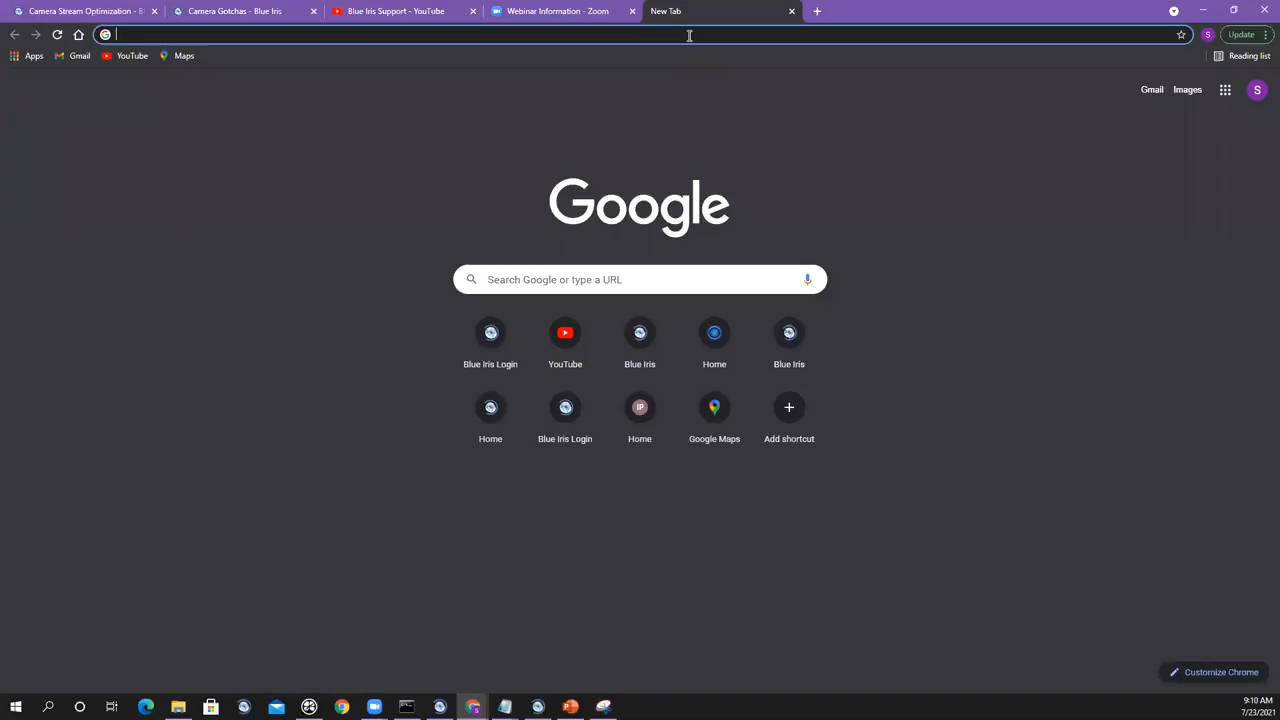 Camera Stream Optimization - Bl
Camera Gotchas - Blue Iris
Blue Iris Support - YouTube
Webinar Information - Zoom
New Tab
S
Update
Apps
Gmail
YouTube
Maps
Reading list
Gmail
Images
S
Google
Search Google or type a URL
Blue Iris Login
YouTube
Blue Iris
Home
Blue Iris
IP
Home
Blue Iris Login
Home
Google Maps
Add shortcut
Customize Chrome
9:10 AM
7/23/2021